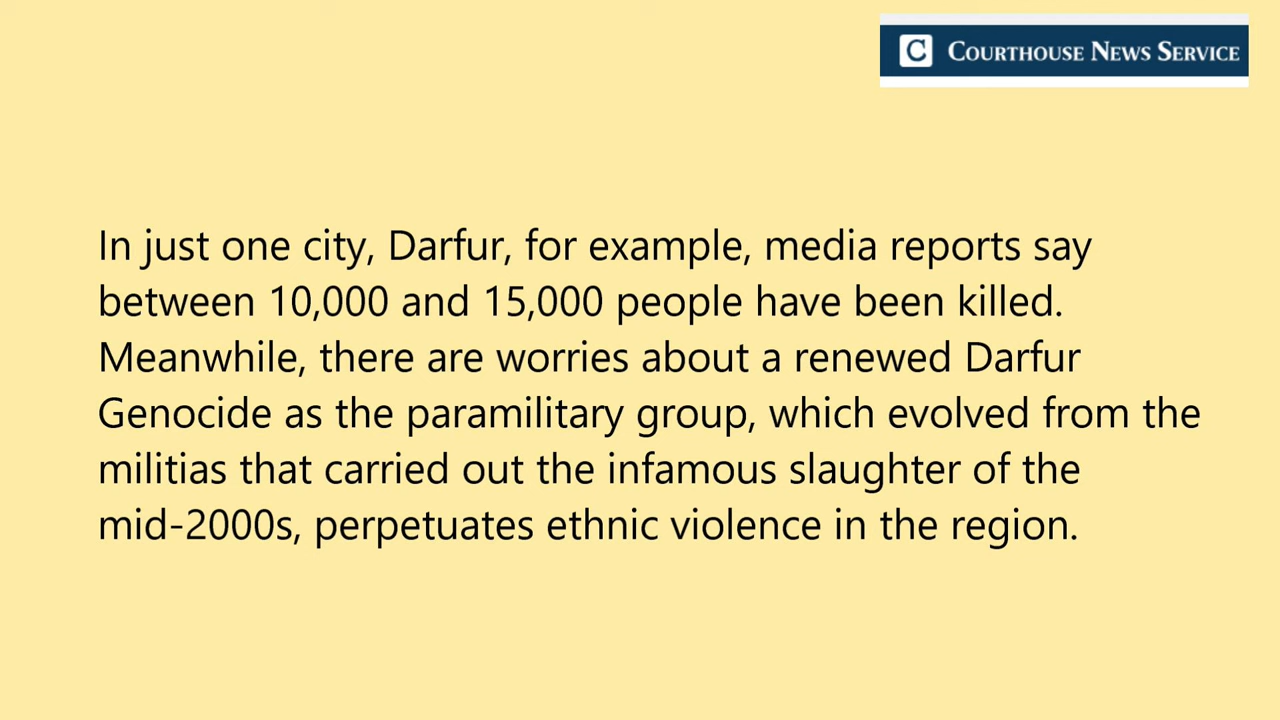 C COURTHOUSE NEWS SERVICE
In just one city, Darfur, for example, media reports say
between 10,000 and 15,000 people have been killed.
Meanwhile, there are worries about a renewed Darfur
Genocide as the paramilitary group, which evolved from the
militias that carried out the infamous slaughter of the
mid-2000s, perpetuates ethnic violence in the region.